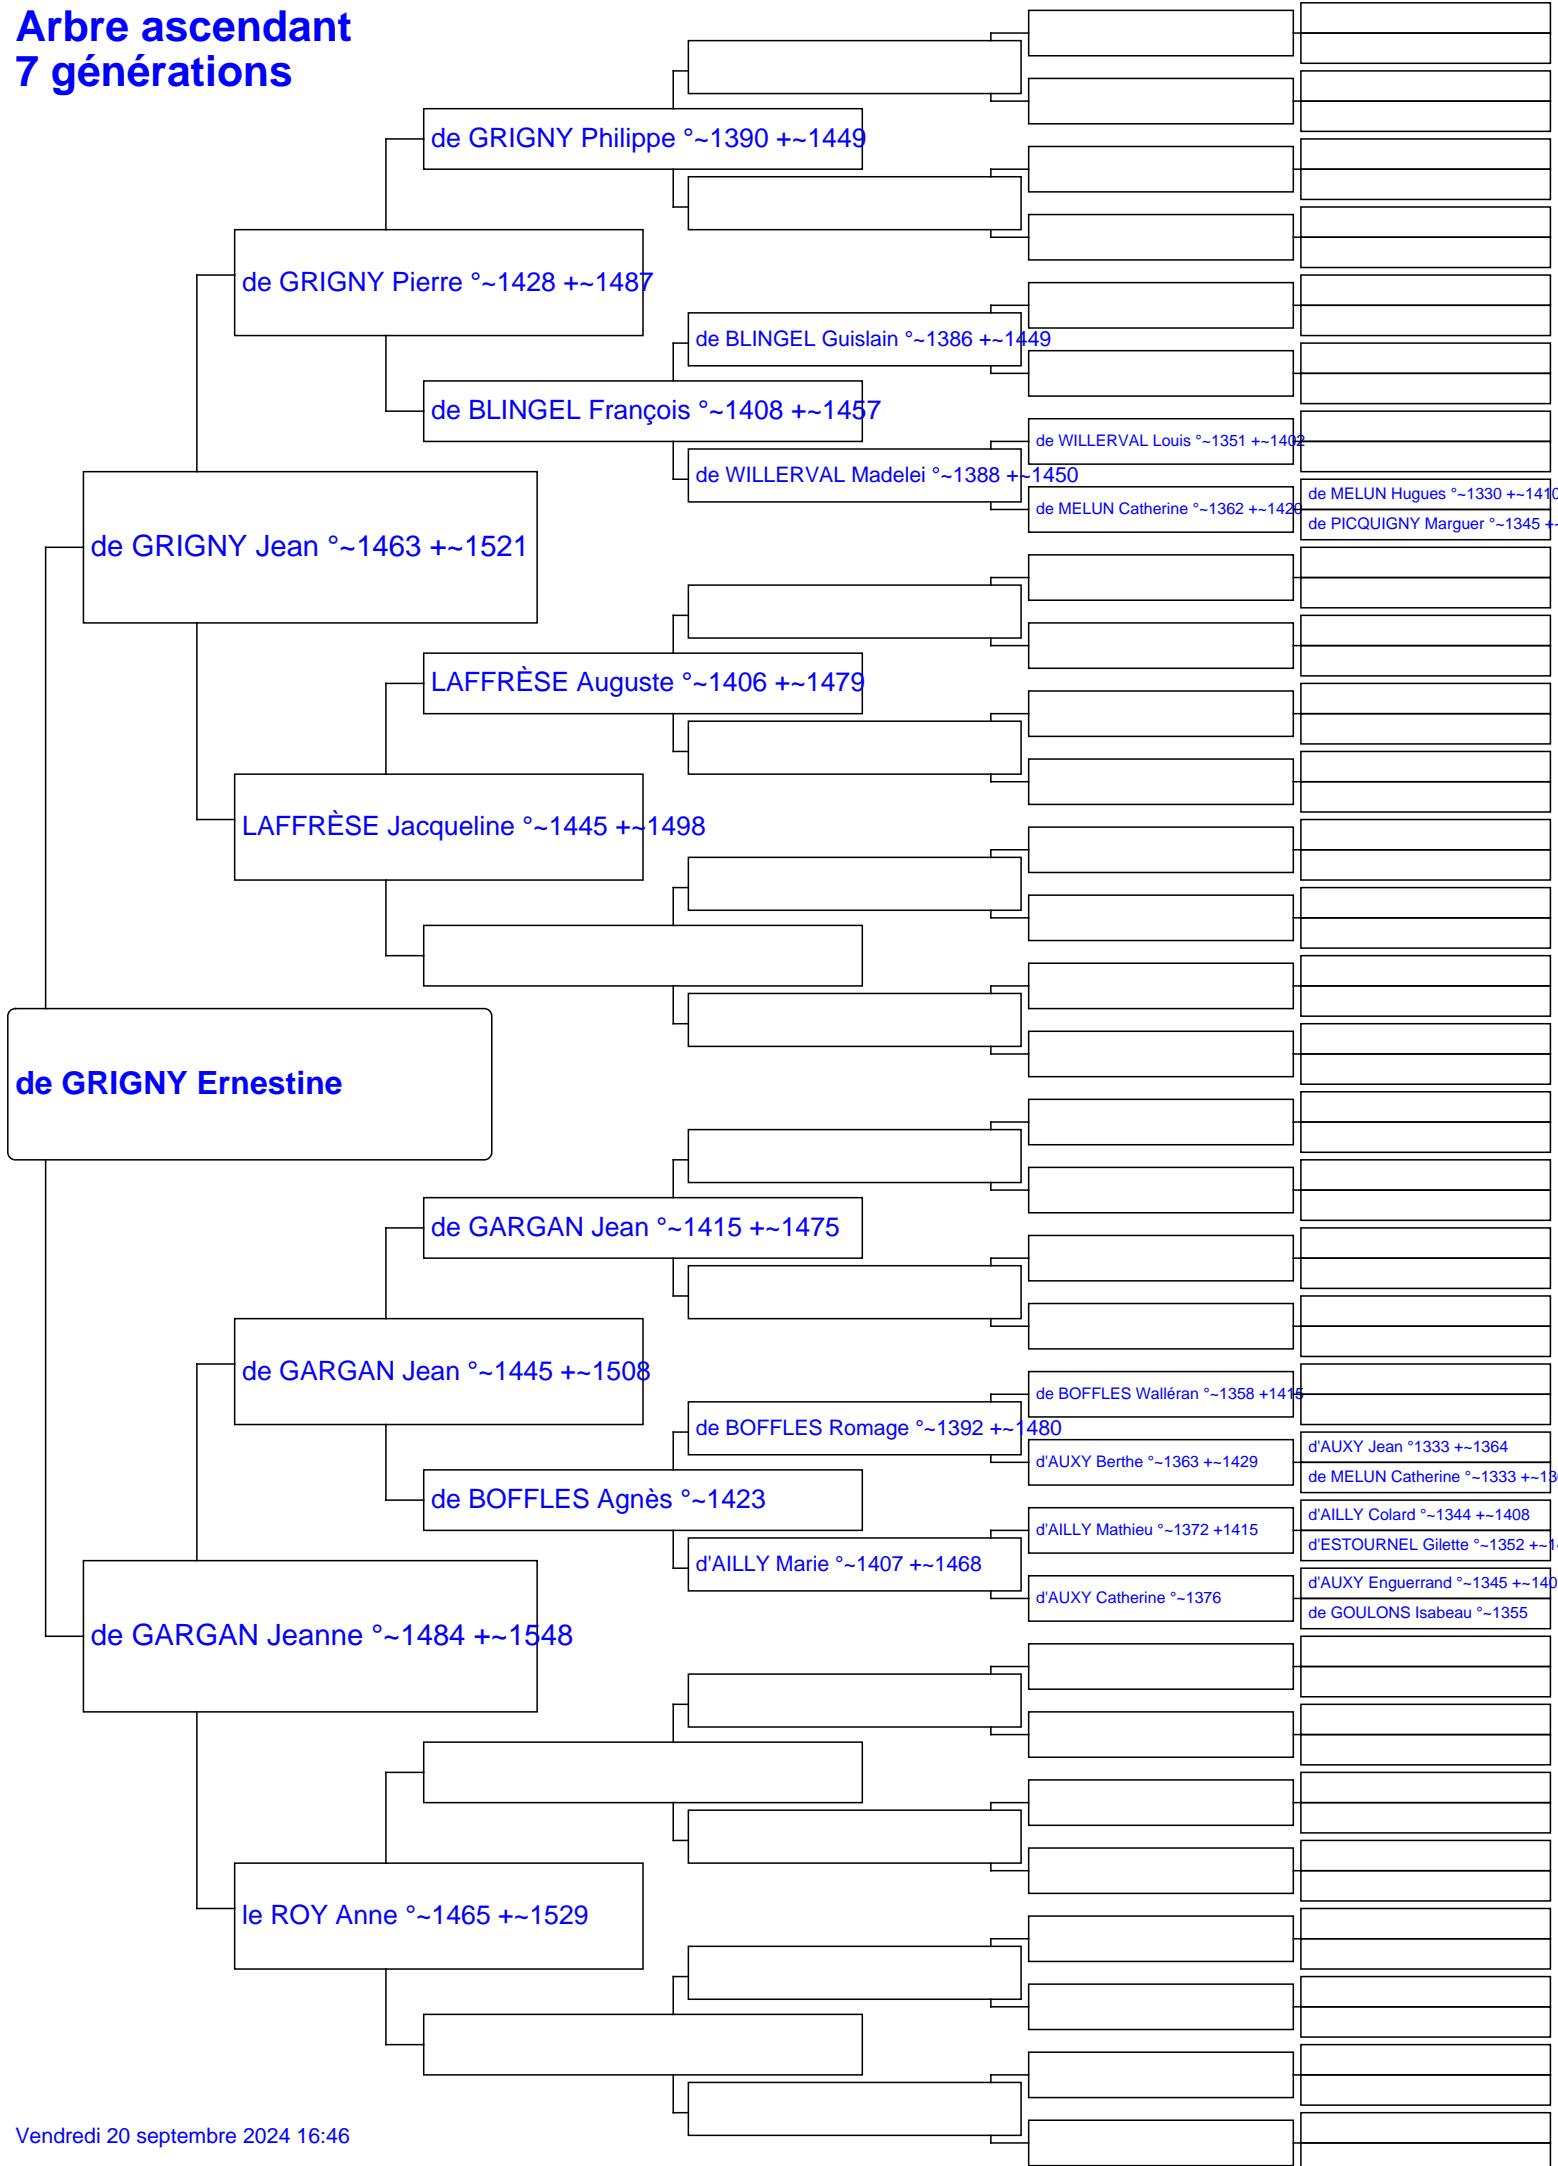 Arbre ascendant
7 générations
de GRIGNY Philippe °~1390 +~1449
de GRIGNY Pierre °~1428 +~1487
de BLINGEL Guislain °~1386 +~1449
de BLINGEL François °~1408 +~1457
de WILLERVAL Louis °~1351 +~1402
de WILLERVAL Madelei °~1388 +~1450
de MELUN Hugues °~1330 +~1410
de MELUN Catherine °~1362 +~1420
de PICQUIGNY Marguer °~1345 +~
de GRIGNY Jean °~1463 +~1521
LAFFRÈSE Auguste °~1406 +~1479
LAFFRÈSE Jacqueline °~1445 +~1498
de GRIGNY Ernestine
de GARGAN Jean °~1415 +~1475
de GARGAN Jean °~1445 +~1508
de BOFFLES Walléran °~1358 +1415
de BOFFLES Romage °~1392 +~1480
d'AUXY Jean °1333 +~1364
d'AUXY Berthe °~1363 +~1429
de MELUN Catherine °~1333 +~13
de BOFFLES Agnès °~1423
d'AILLY Colard °~1344 +~1408
d'AILLY Mathieu °~1372 +1415
d'ESTOURNEL Gilette °~1352 +~1
d'AILLY Marie °~1407 +~1468
d'AUXY Enguerrand °~1345 +~140
d'AUXY Catherine °~1376
de GOULONS Isabeau °~1355
de GARGAN Jeanne °~1484 +~1548
le ROY Anne °~1465 +~1529
Vendredi 20 septembre 2024 16:46